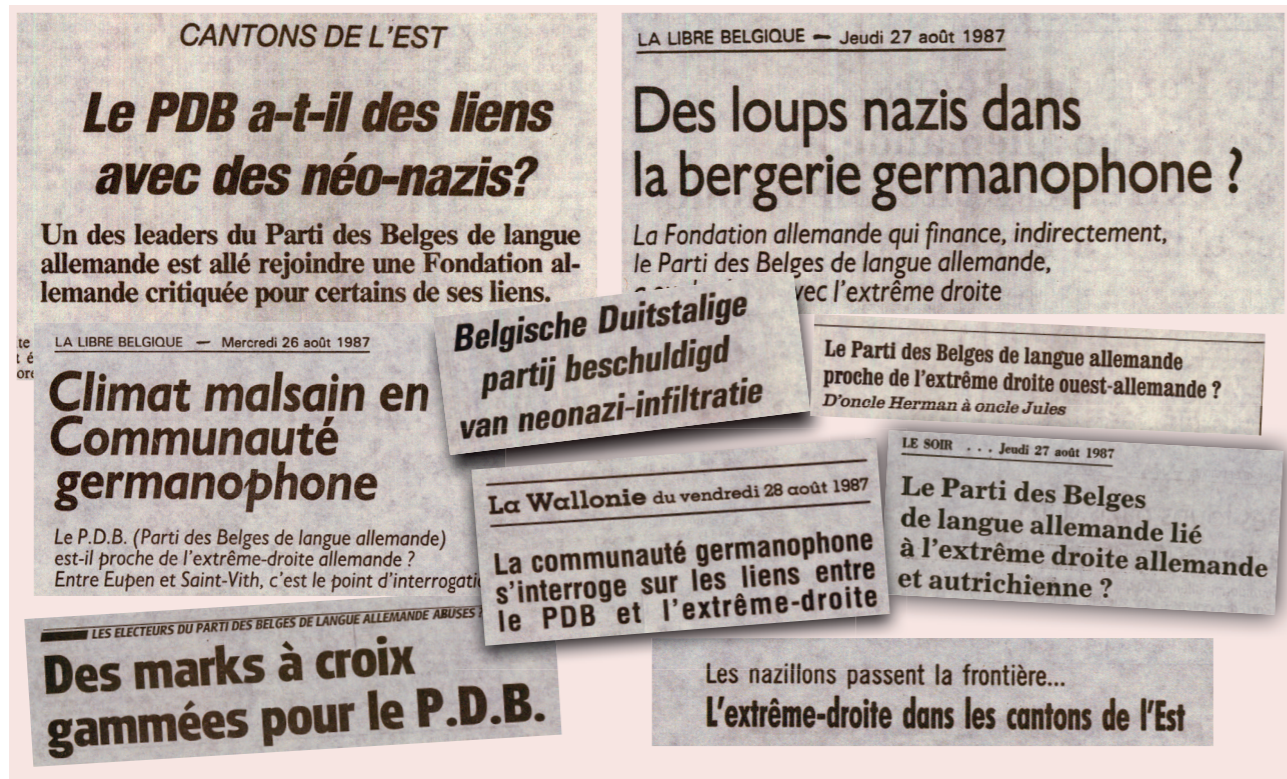 CANTONS DE L'EST
Le PDB a-t-il des liens
avec des néo-nazis?
Un des leaders du Parti des Belges de langue
allemande est allé rejoindre une Fondation al-
lemande critiquée pour certains de ses liens.
LA LIBRE BELGIQUE — Jeudi 27 août 1987
Des loups nazis dans
la bergerie germanophone ?
La Fondation allemande qui finance, indirectement,
le Parti des Belges de langue allemande,
avec l'extrême droite
LA LIBRE BELGIQUE — Mercredi 26 août 1987
Climat malsain en
Communauté
germanophone
Le P.D.B. (Parti des Belges de langue allemande)
est-il proche de l'extrême-droite allemande ?
Entre Eupen et Saint-Vith, c'est le point d'interrogati
Belgische Duitstalige
partij beschuldigd
van neonazi-infiltratie
Le Parti des Belges de langue allemande
proche de l'extrême droite ouest-allemande ?
D'oncle Herman à oncle Jules
La Wallonie du vendredi 28 août 1987
La communauté germanophone
s'interroge sur les liens entre
le PDB et l'extrême-droite
LE SOIR . . . Jeudi 27 août 1987
Le Parti des Belges
de langue allemande lié
à l'extrême droite allemande
et autrichienne ?
LES ELECTEURS DU PARTI DES BELGES DE LANGUE ALLEMANDE ABUSES ?
Des marks à croix
gammées pour le P.D.B.
Les nazillons passent la frontière...
L'extrême-droite dans les cantons de l'Est